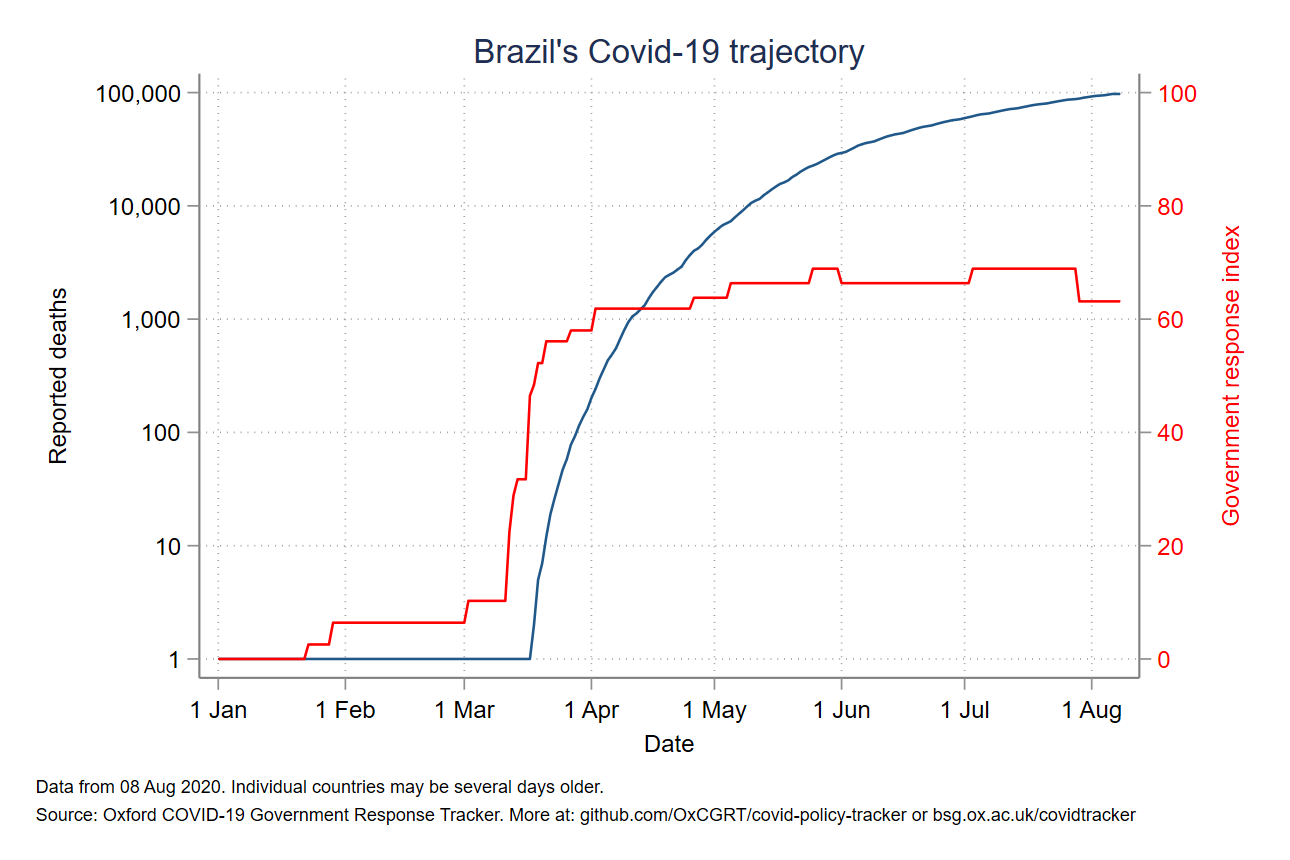 Brazil's Covid-19 trajectory
100,000
10,000
1,000
100
10
1
Reported deaths
100
80
60
40
20
0
Government response index
1 Jan 1 Feb 1 Mar 1 Apr 1 May 1 Jun 1 Jul 1 Aug
Date
Data from 08 Aug 2020. Individual countries may be several days older.
Source: Oxford COVID-19 Government Response Tracker. More at: github.com/OxCGRT/covid-policy-tracker or bsg.ox.ac.uk/covidtracker